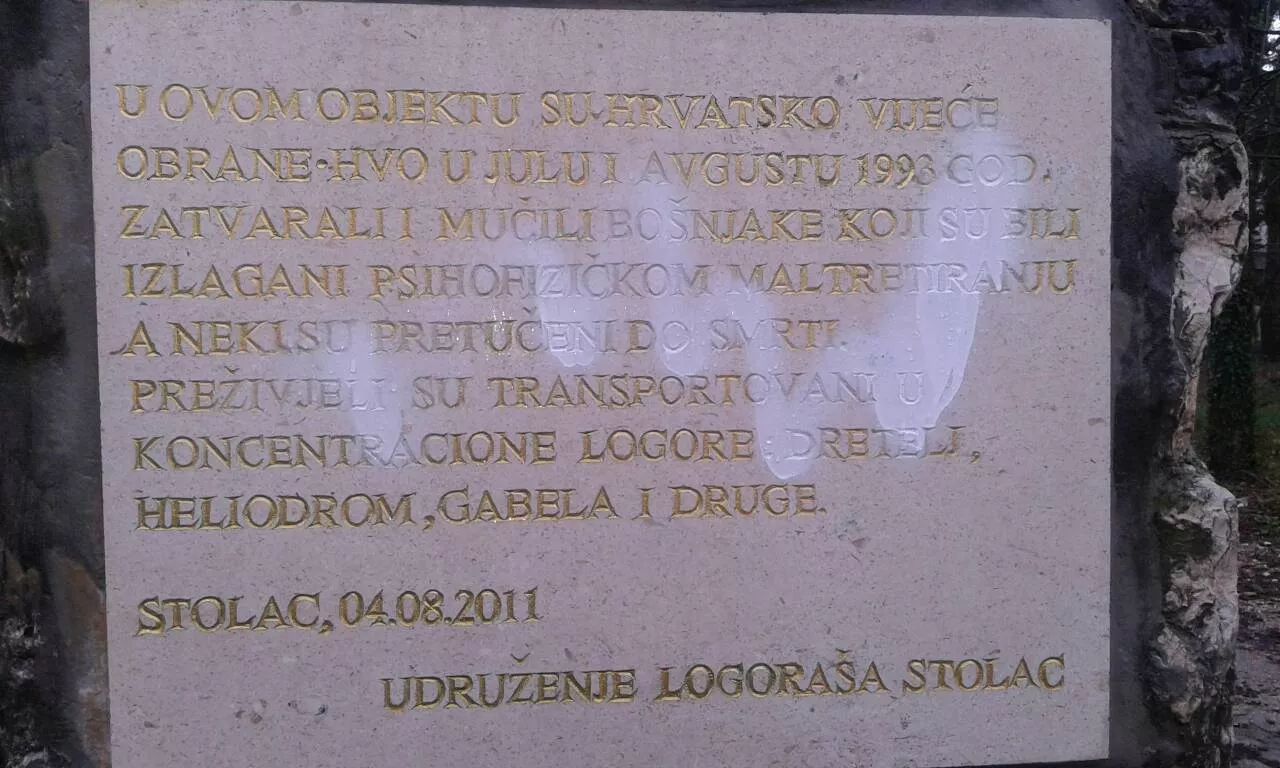 U OVOM OBJEKTU SU HRVATSKO VIJEĆE
OBRANE-HVO U JULU I AVGUSTU 1993 GOD.
ZATVARALI I MUČILI BOŠNJAKE KOJI SU BILI
IZLAGANI PSIHOFIZIČKOM MALTRETIRANJU
A NEKI SU PRETUČENI DO SMRTI.
PREŽIVJELI SU TRANSPORTOVANI U
KONCENTRACIONE LOGORE: DRETELJ,
HELIODROM, GABELA I DRUGE.
STOLAC, 04.08.2011
UDRUŽENJE LOGORAŠA STOLAC